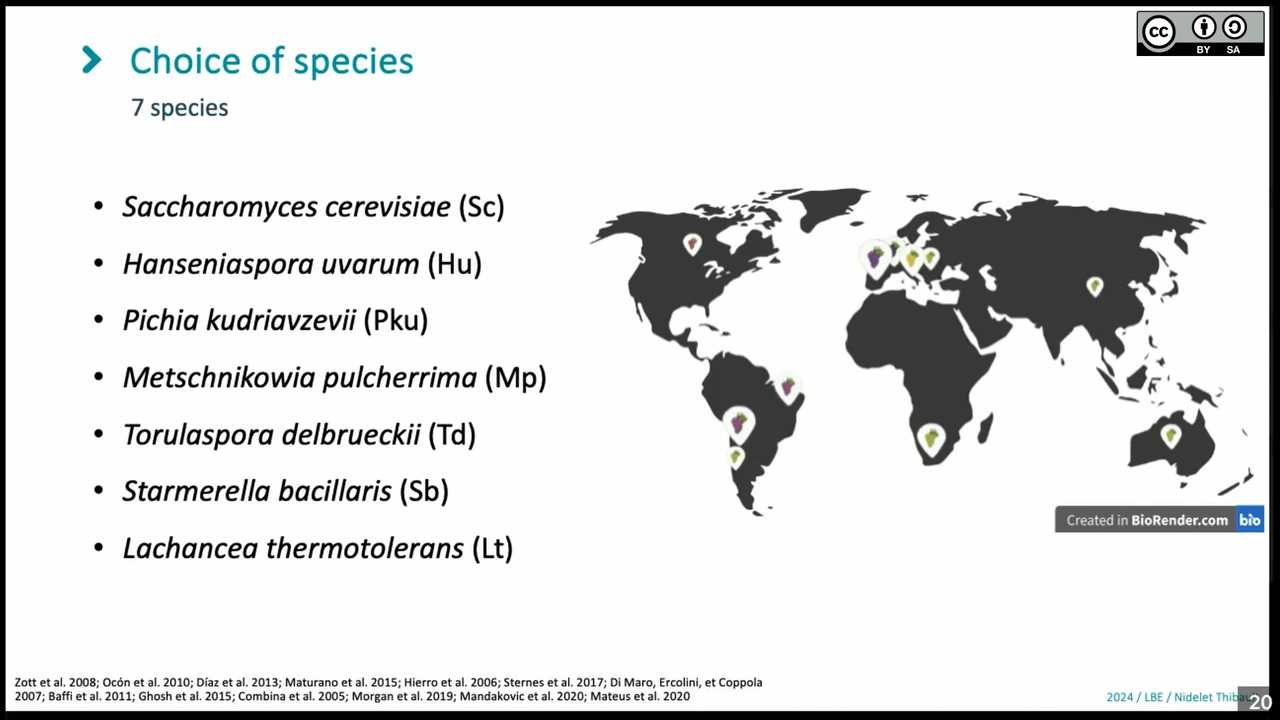 Choice of species
7 species
• Saccharomyces cerevisiae (Sc)
• Hanseniaspora uvarum (Hu)
• Pichia kudriavzevii (Pku)
• Metschnikowia pulcherrima (Mp)
• Torulaspora delbrueckii (Td)
• Starmerella bacillaris (Sb)
• Lachancea thermotolerans (Lt)
cc
BY SA
Created in BioRender.com bio
Zott et al. 2008; Ocón et al. 2010; Díaz et al. 2013; Maturano et al. 2015; Hierro et al. 2006; Sternes et al. 2017; Di Maro, Ercolini, et Coppola
2007; Baffi et al. 2011; Ghosh et al. 2015; Combina et al. 2005; Morgan et al. 2019; Mandakovic et al. 2020; Mateus et al. 2020
2024 / LBE / Nidelet
20